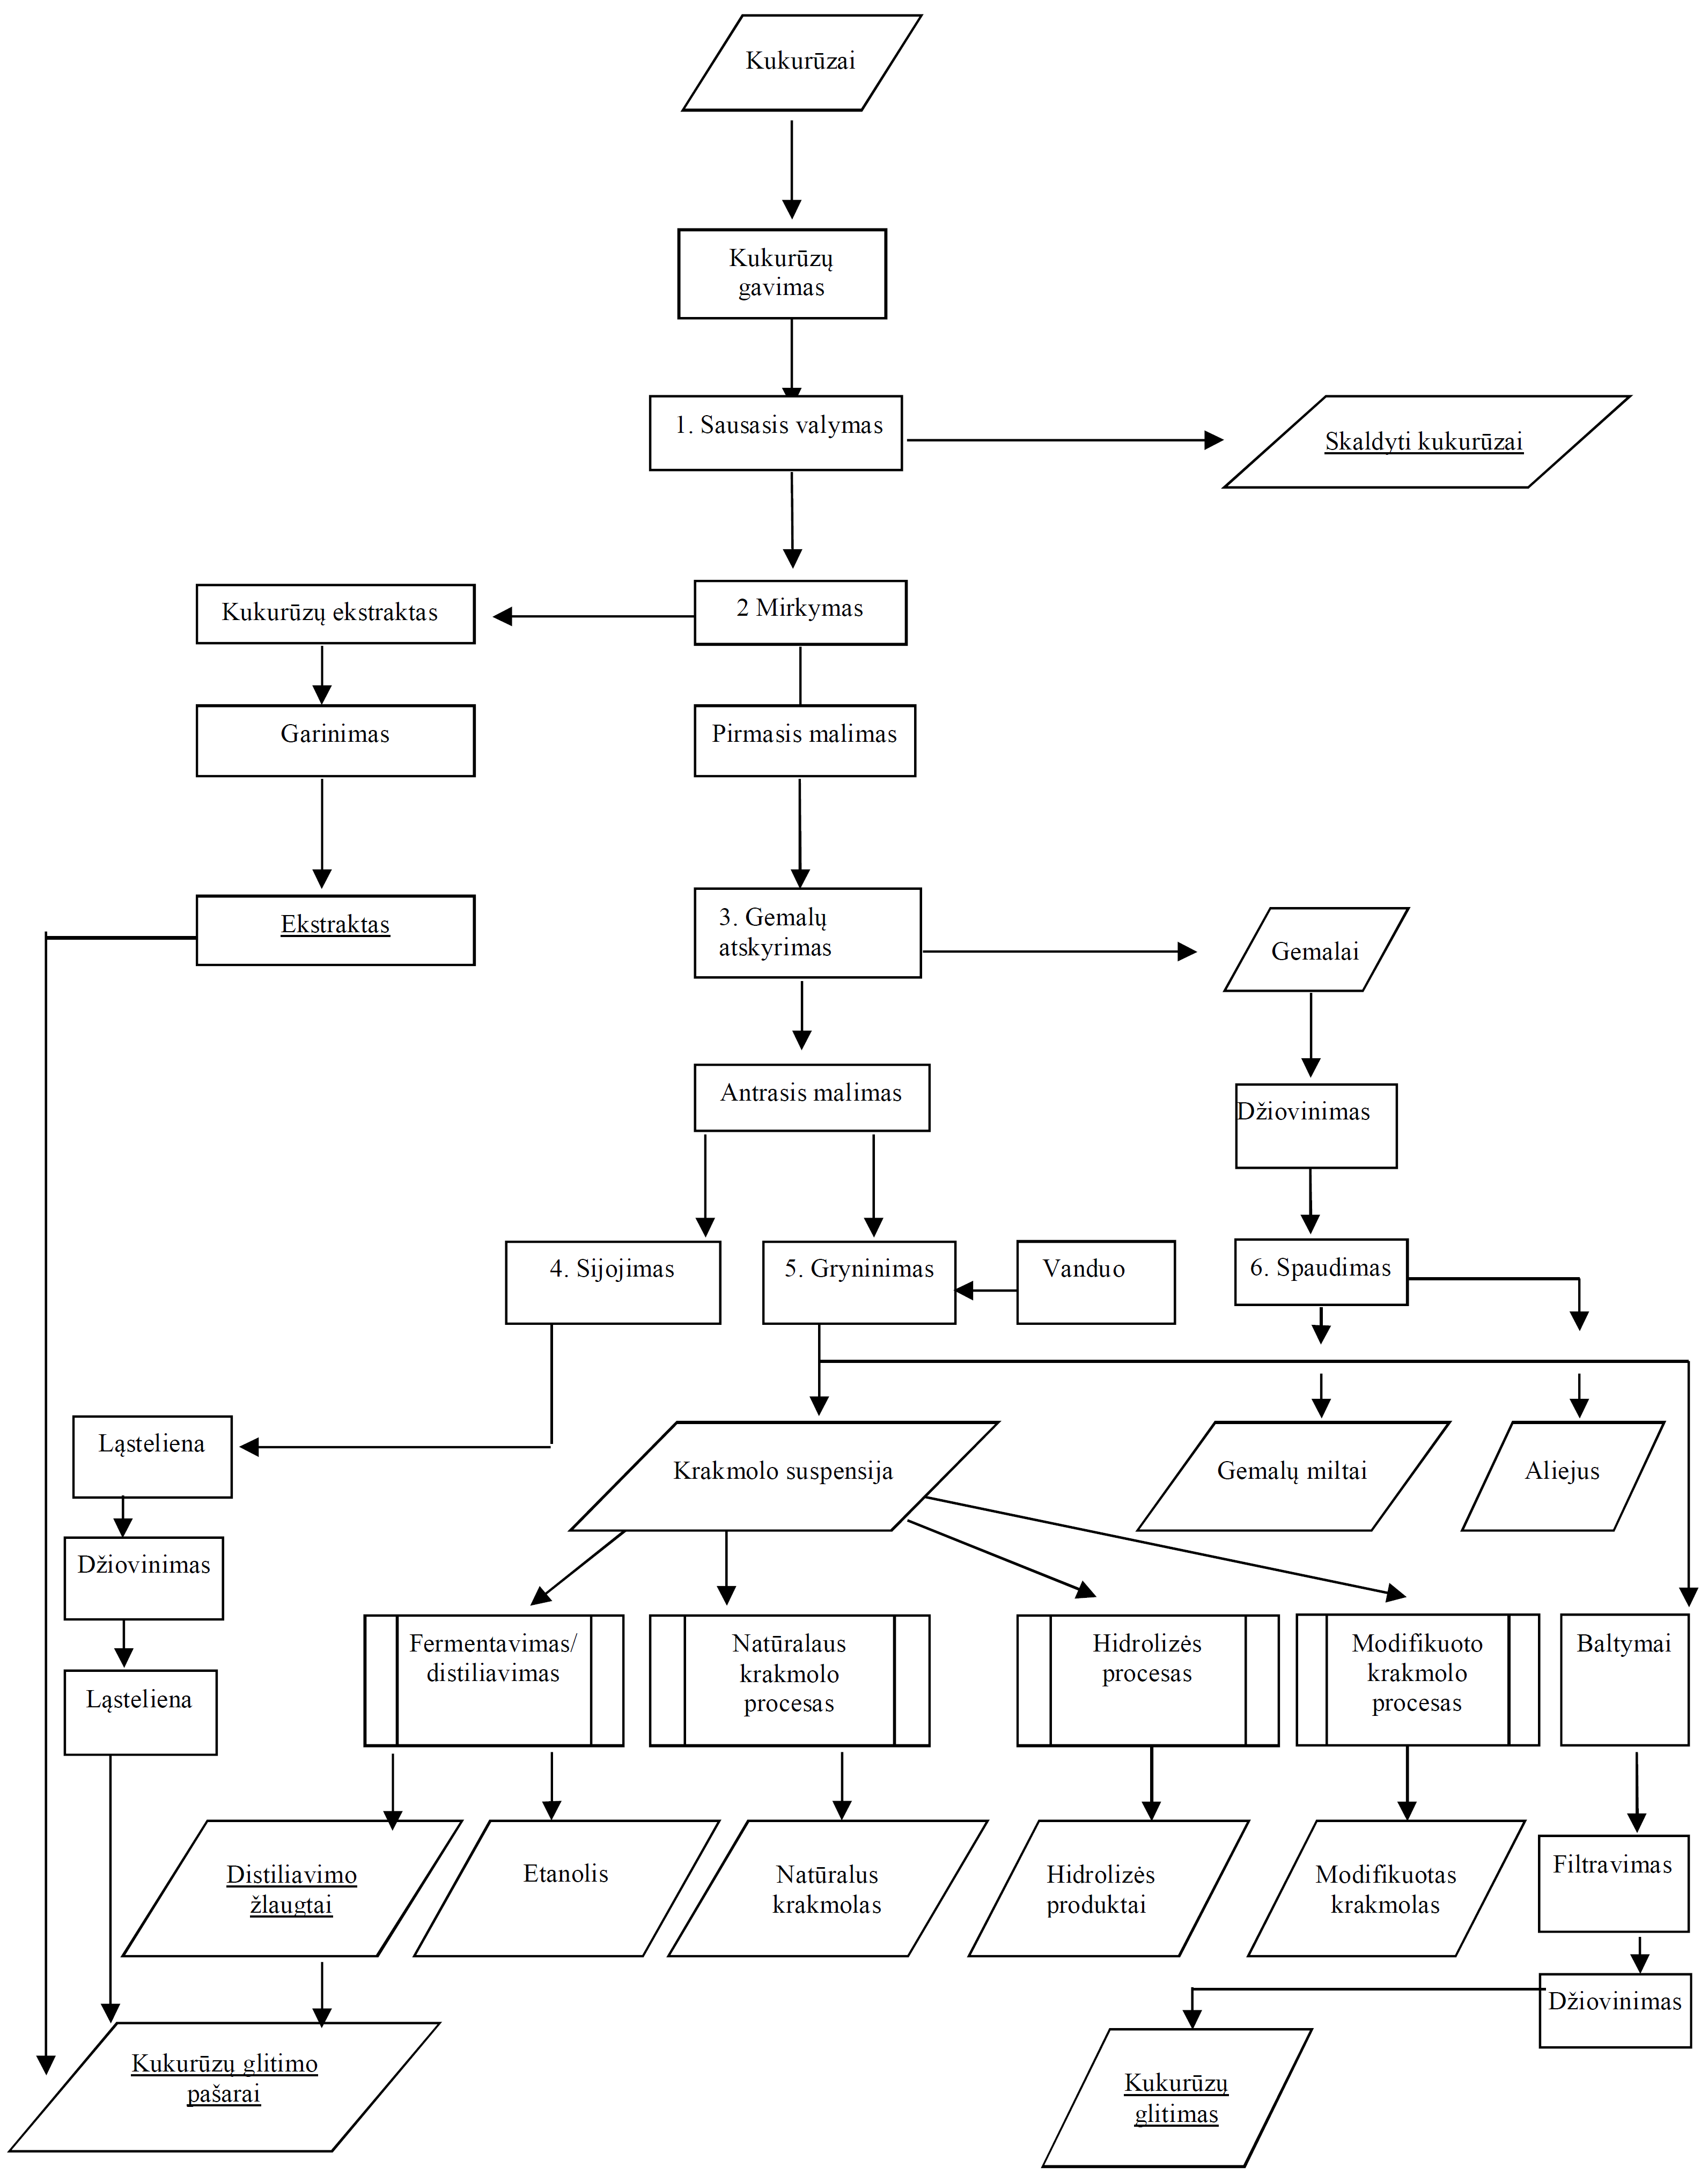 Kukurūzai
Kukurūzų
gavimas
1. Sausasis valymas
Skaldyti kukurūzai
Kukurūzų ekstraktas
2 Mirkymas
Garinimas
Pirmasis malimas
Ekstraktas
3. Gemalų
atskyrimas
Gemalai
Antrasis malimas
Džiovinimas
4. Sijojimas
5. Gryninimas
Vanduo
6. Spaudimas
Ląsteliena
Krakmolo suspensija
Gemalų miltai
Aliejus
Džiovinimas
Ląsteliena
Fermentavimas/
distiliavimas
Natūralaus
krakmolo
procesas
Hidrolizės
procesas
Modifikuoto
krakmolo
procesas
Baltymai
Distiliavimo
žlaugtai
Etanolis
Natūralus
krakmolas
Hidrolizės
produktai
Modifikuotas
krakmolas
Filtravimas
Džiovinimas
Kukurūzų glitimo
pašarai
Kukurūzų
glitimas